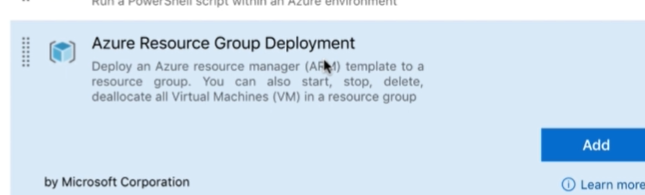 Run a PowerShell script within an Azure environment
Azure Resource Group Deployment
Deploy an Azure resource manager (ARM) template to a
resource group. You can also start, stop, delete,
deallocate all Virtual Machines (VM) in a resource group
Add
by Microsoft Corporation
Learn more